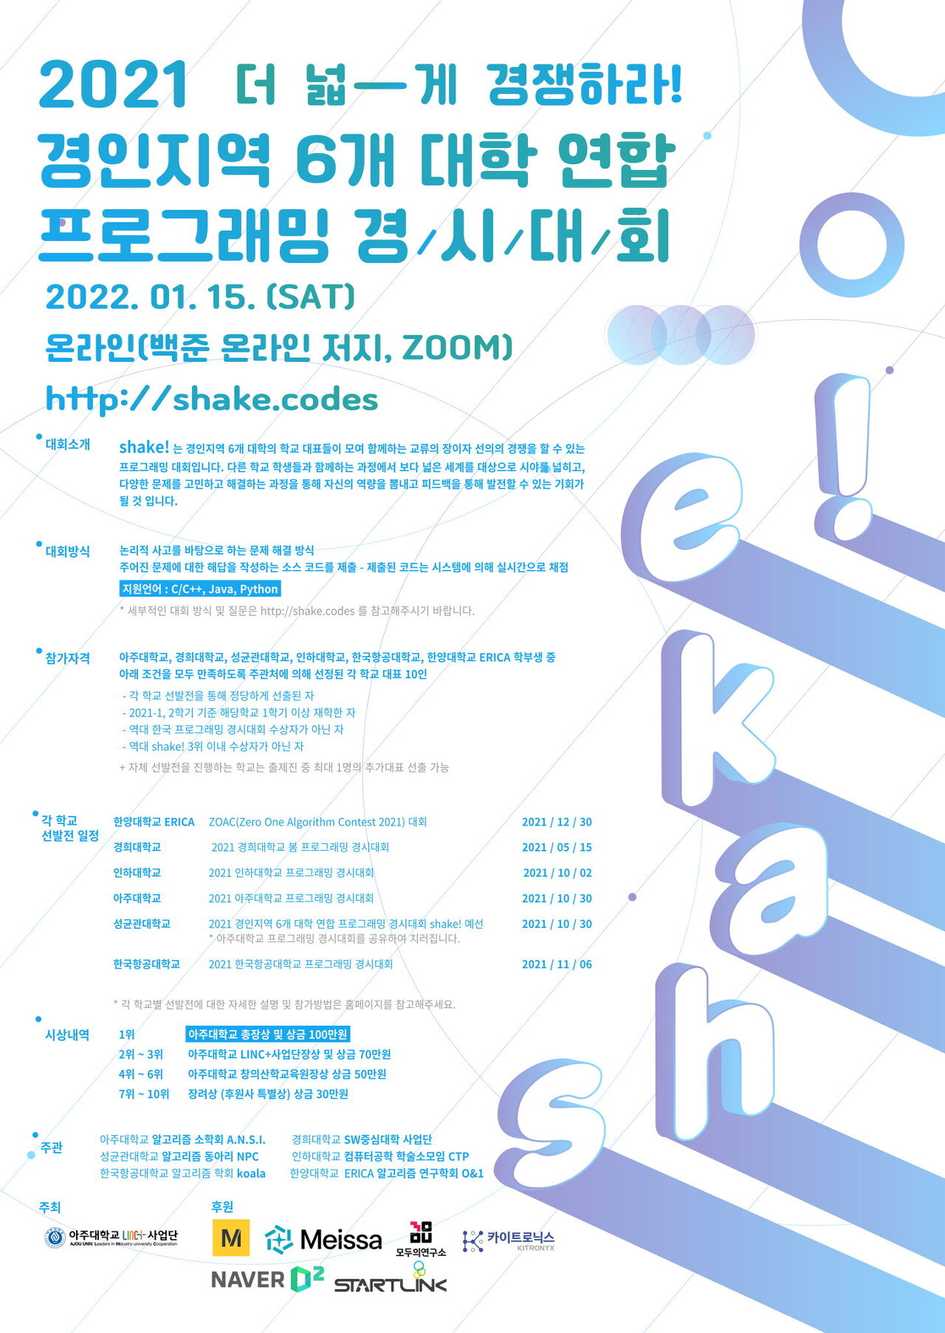 2021 더 넓—게 경쟁하라!
경인지역 6개 대학 연합
프로그래밍 경/시/대/회
2022. 01. 15. (SAT)
온라인(백준 온라인 저지, ZOOM)
http://shake.codes
대회소개
shake! 는 경인지역 6개 대학의 학교 대표들이 모여 함께하는 교류의 장이자 선의의 경쟁을 할 수 있는
프로그래밍 대회입니다. 다른 학교 학생들과 함께하는 과정에서 보다 넓은 세계를 대상으로 시야를 넓히고,
다양한 문제를 고민하고 해결하는 과정을 통해 자신의 역량을 뽐내고 피드백을 통해 발전할 수 있는 기회가
될 것 입니다.
대회방식
논리적 사고를 바탕으로 하는 문제 해결 방식
주어진 문제에 대한 해답을 작성하는 소스 코드를 제출 - 제출된 코드는 시스템에 의해 실시간으로 채점
지원언어 : C/C++, Java, Python
* 세부적인 대회 방식 및 질문은 http://shake.codes 를 참고해주시기 바랍니다.
참가자격
아주대학교, 경희대학교, 성균관대학교, 인하대학교, 한국항공대학교, 한양대학교 ERICA 학부생 중
아래 조건을 모두 만족하도록 주관처에 의해 선정된 각 학교 대표 10인
- 각 학교 선발전을 통해 정당하게 선출된 자
- 2021-1, 2학기 기준 해당학교 1학기 이상 재학한 자
- 역대 한국 프로그래밍 경시대회 수상자가 아닌 자
- 역대 shake! 3위 이내 수상자가 아닌 자
+ 자체 선발전을 진행하는 학교는 출제진 중 최대 1명의 추가대표 선출 가능
각 학교
선발전 일정
한양대학교 ERICA ZOAC(Zero One Algorithm Contest 2021) 대회 2021 / 12 / 30
경희대학교 2021 경희대학교 봄 프로그래밍 경시대회 2021 / 05 / 15
인하대학교 2021 인하대학교 프로그래밍 경시대회 2021 / 10 / 02
아주대학교 2021 아주대학교 프로그래밍 경시대회 2021 / 10 / 30
성균관대학교 2021 경인지역 6개 대학 연합 프로그래밍 경시대회 shake! 예선 2021 / 10 / 30
* 아주대학교 프로그래밍 경시대회를 공유하여 치러집니다.
한국항공대학교 2021 한국항공대학교 프로그래밍 경시대회 2021 / 11 / 06
* 각 학교별 선발전에 대한 자세한 설명 및 참가방법은 홈페이지를 참고해주세요.
시상내역
1위 아주대학교 총장상 및 상금 100만원
2위 ~ 3위 아주대학교 LINC+사업단장상 및 상금 70만원
4위 ~ 6위 아주대학교 창의산학교육원장상 상금 50만원
7위 ~ 10위 장려상 (후원사 특별상) 상금 30만원
주관
아주대학교 알고리즘 소학회 A.N.S.I. 경희대학교 SW중심대학 사업단
성균관대학교 알고리즘 동아리 NPC 인하대학교 컴퓨터공학 학술소모임 CTP
한국항공대학교 알고리즘 학회 koala 한양대학교 ERICA 알고리즘 연구학회 O&1
주최 후원
아주대학교 LINC+ 사업단
AJOU UNIV. Leaders in INdustry-university Cooperation
M
Meissa
모두의연구소
카이트로닉스
KITRONYX
NAVER D2
STARTLINK
shake!